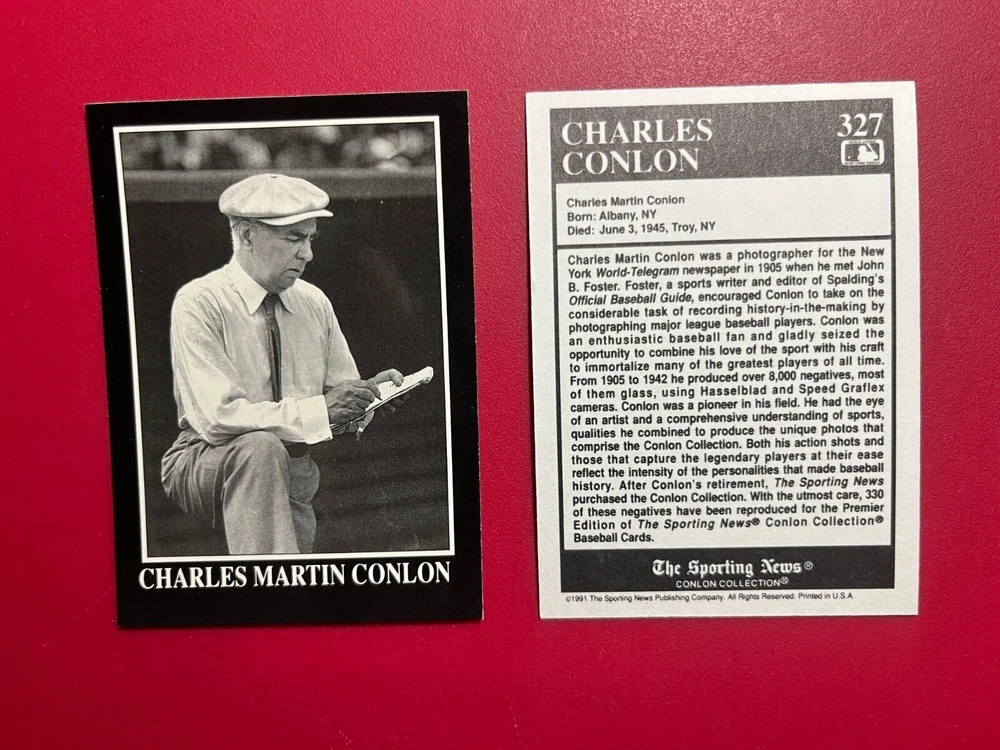 CHARLES MARTIN CONLON
CHARLES
CONLON
327
Charles Martin Conlon
Born: Albany, NY
Died: June 3, 1945, Troy, NY
Charles Martin Conlon was a photographer for the New
York World-Telegram newspaper in 1905 when he met John
B. Foster. Foster, a sports writer and editor of Spalding's
Official Baseball Guide, encouraged Conlon to take on the
considerable task of recording history-in-the-making by
photographing major league baseball players. Conlon was
an enthusiastic baseball fan and gladly seized the
opportunity to combine his love of the sport with his craft
to immortalize many of the greatest players of all time.
From 1905 to 1942 he produced over 8,000 negatives, most
of them glass, using Hasselblad and Speed Graflex
cameras. Conlon was a pioneer in his field. He had the eye
of an artist and a comprehensive understanding of sports,
qualities he combined to produce the unique photos that
comprise the Conlon Collection. Both his action shots and
those that capture the legendary players at their ease
reflect the intensity of the personalities that made baseball
history. After Conlon's retirement, The Sporting News
purchased the Conlon Collection. With the utmost care, 330
of these negatives have been reproduced for the Premier
Edition of The Sporting News® Conlon Collection®
Baseball Cards.
The Sporting News®
CONLON COLLECTION®
©1991 The Sporting News Publishing Company. All Rights Reserved. Printed in U.S.A.